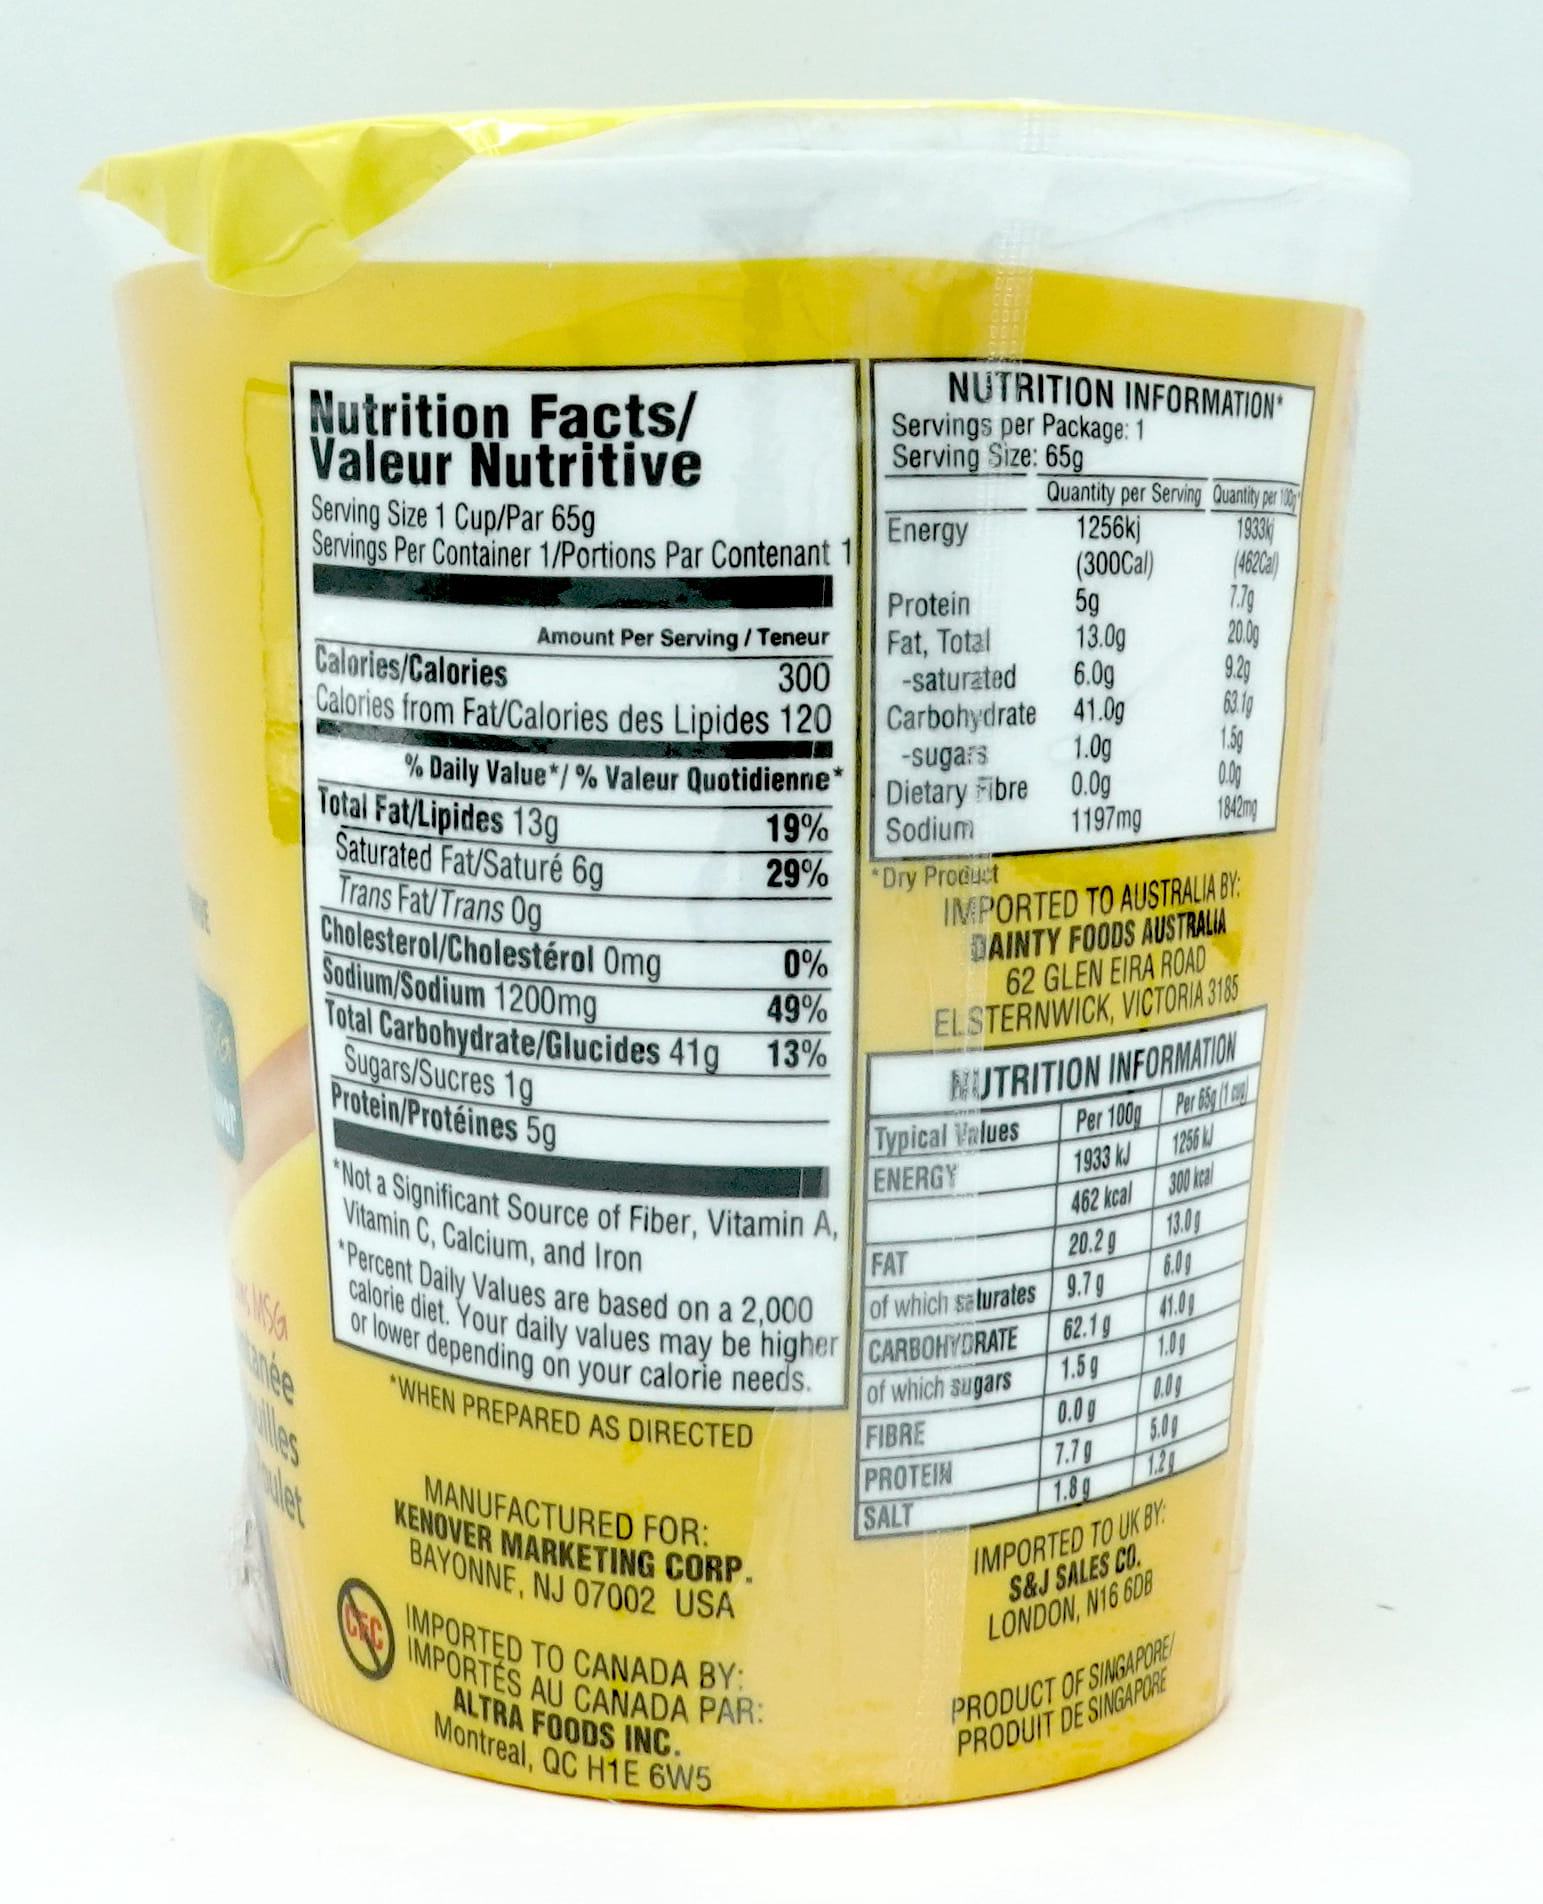 Nutrition Facts/
Valeur Nutritive
Serving Size 1 Cup/Par 65g
Servings Per Container 1/Portions Par Contenant 1
Amount Per Serving / Teneur
Calories/Calories 300
Calories from Fat/Calories des Lipides 120
% Daily Value*/ % Valeur Quotidienne*
Total Fat/Lipides 13g 19%
Saturated Fat/Saturé 6g 29%
Trans Fat/Trans 0g
Cholesterol/Cholestérol 0mg 0%
Sodium/Sodium 1200mg 49%
Total Carbohydrate/Glucides 41g 13%
Sugars/Sucres 1g
Protein/Protéines 5g
*Not a Significant Source of Fiber, Vitamin A,
Vitamin C, Calcium, and Iron
*Percent Daily Values are based on a 2,000
calorie diet. Your daily values may be higher
or lower depending on your calorie needs.
*WHEN PREPARED AS DIRECTED
MANUFACTURED FOR:
KENOVER MARKETING CORP.
BAYONNE, NJ 07002 USA
CFC
IMPORTED TO CANADA BY:
IMPORTÉS AU CANADA PAR:
ALTRA FOODS INC.
Montreal, QC H1E 6W5
NUTRITION INFORMATION*
Servings per Package: 1
Serving Size: 65g
Quantity per Serving Quantity per 100g*
Energy 1256kj 1933kj
(300Cal) (462Cal)
Protein 5g 7.7g
Fat, Total 13.0g 20.0g
-saturated 6.0g 9.2g
Carbohydrate 41.0g 63.1g
-sugars 1.0g 1.5g
Dietary Fibre 0.0g 0.0g
Sodium 1197mg 1842mg
*Dry Product
IMPORTED TO AUSTRALIA BY:
DAINTY FOODS AUSTRALIA
62 GLEN EIRA ROAD
ELSTERNWICK, VICTORIA 3185
NUTRITION INFORMATION
Typical Values Per 100g Per 65g (1 cup)
ENERGY 1933 kJ 1256 kJ
462 kcal 300 kcal
FAT 20.2 g 13.0 g
of which saturates 9.7 g 6.0 g
CARBOHYDRATE 62.1 g 41.0 g
of which sugars 1.5 g 1.0 g
FIBRE 0.0 g 0.0 g
PROTEIN 7.7 g 5.0 g
SALT 1.8 g 1.2 g
IMPORTED TO UK BY:
S&J SALES CO.
LONDON, N16 6DB
PRODUCT OF SINGAPORE/
PRODUIT DE SINGAPORE
MSG